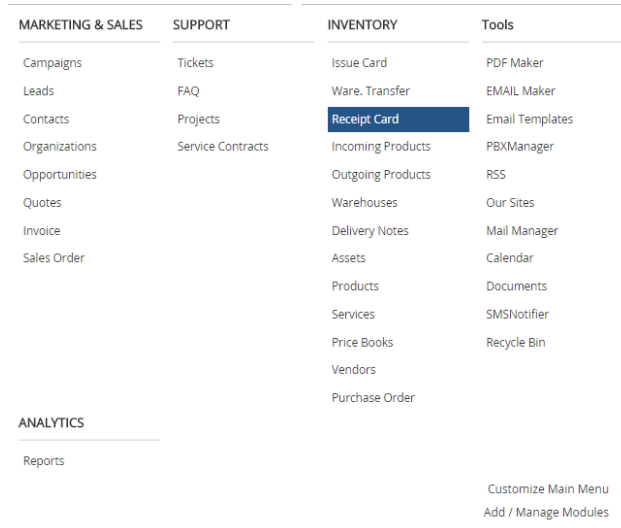 MARKETING & SALES
Campaigns
Leads
Contacts
Organizations
Opportunities
Quotes
Invoice
Sales Order
SUPPORT
Tickets
FAQ
Projects
Service Contracts
INVENTORY
Issue Card
Ware. Transfer
Receipt Card
Incoming Products
Outgoing Products
Warehouses
Delivery Notes
Assets
Products
Services
Price Books
Vendors
Purchase Order
Tools
PDF Maker
EMAIL Maker
Email Templates
PBXManager
RSS
Our Sites
Mail Manager
Calendar
Documents
SMSNotifier
Recycle Bin
ANALYTICS
Reports
Customize Main Menu
Add / Manage Modules